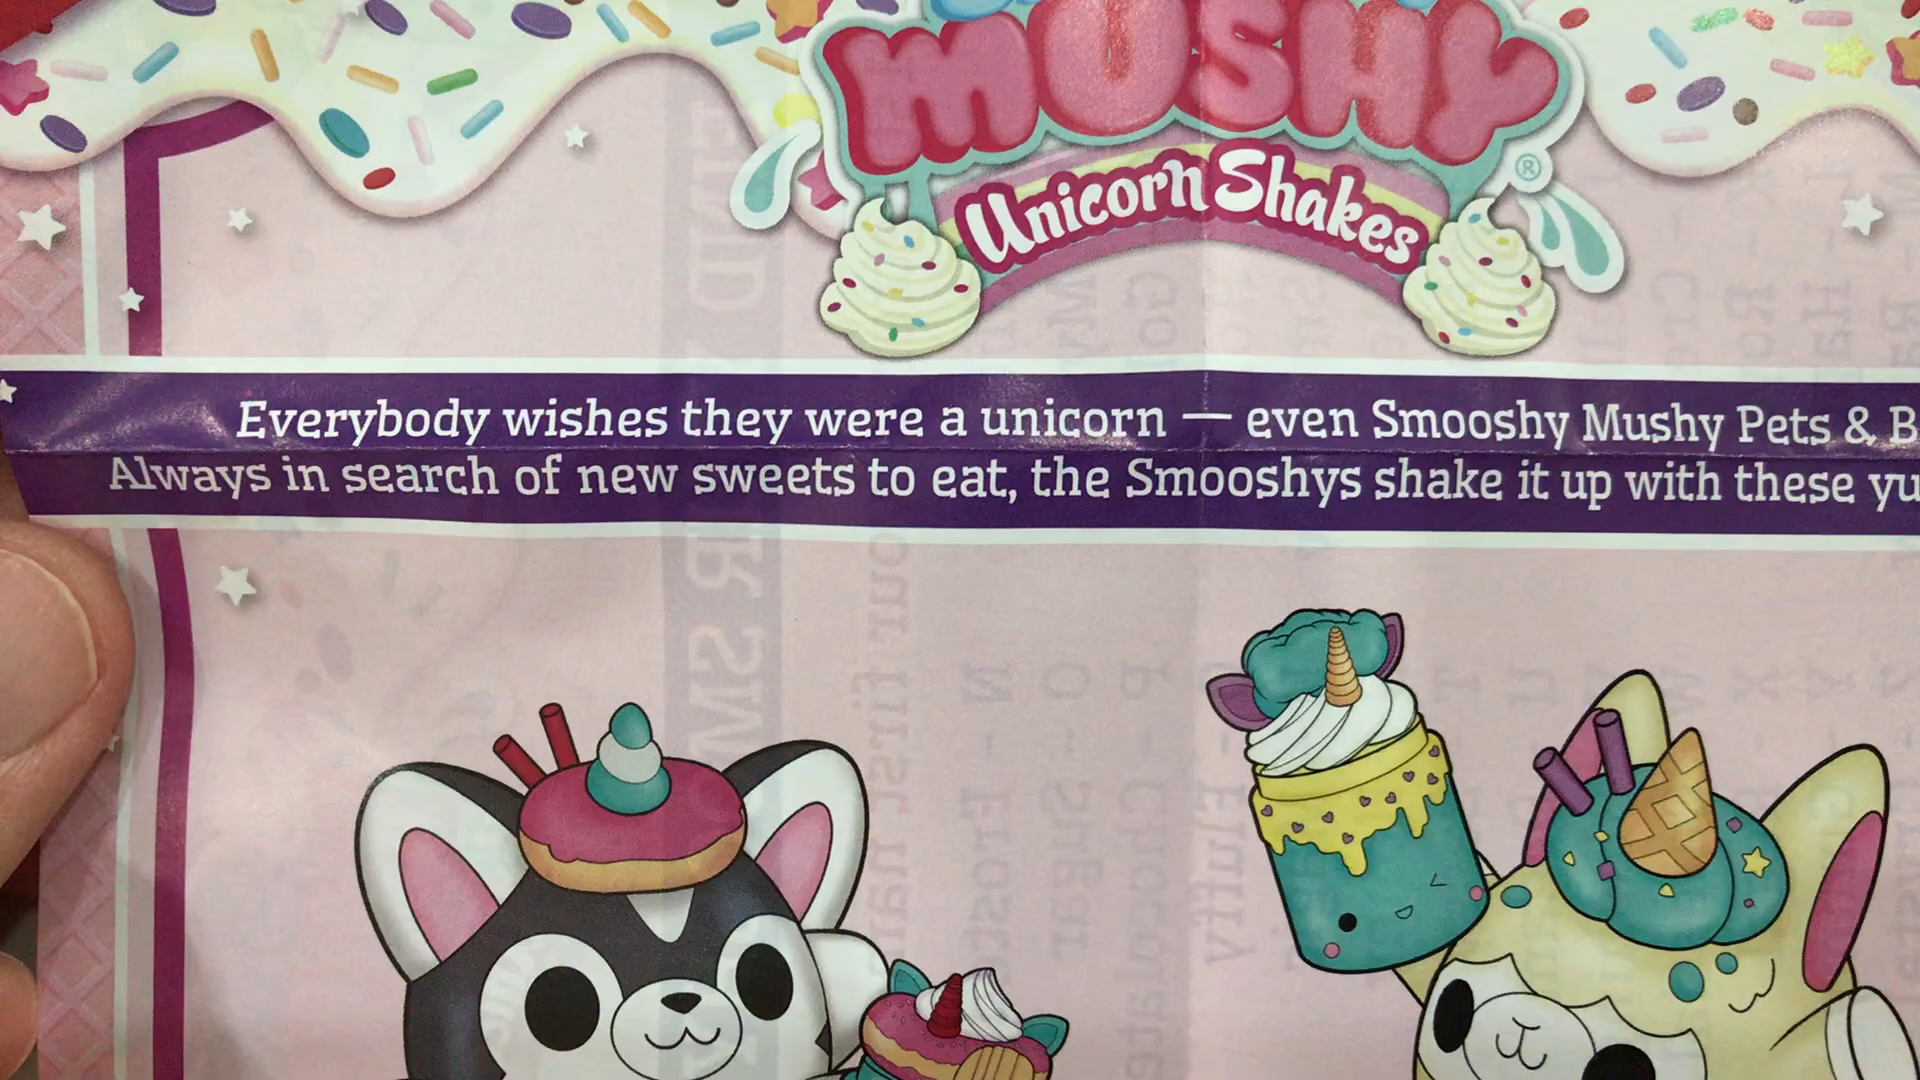 MUSHY
®
Unicorn Shakes
Everybody wishes they were a unicorn — even Smooshy Mushy Pets & B
Always in search of new sweets to eat, the Smooshys shake it up with these yu